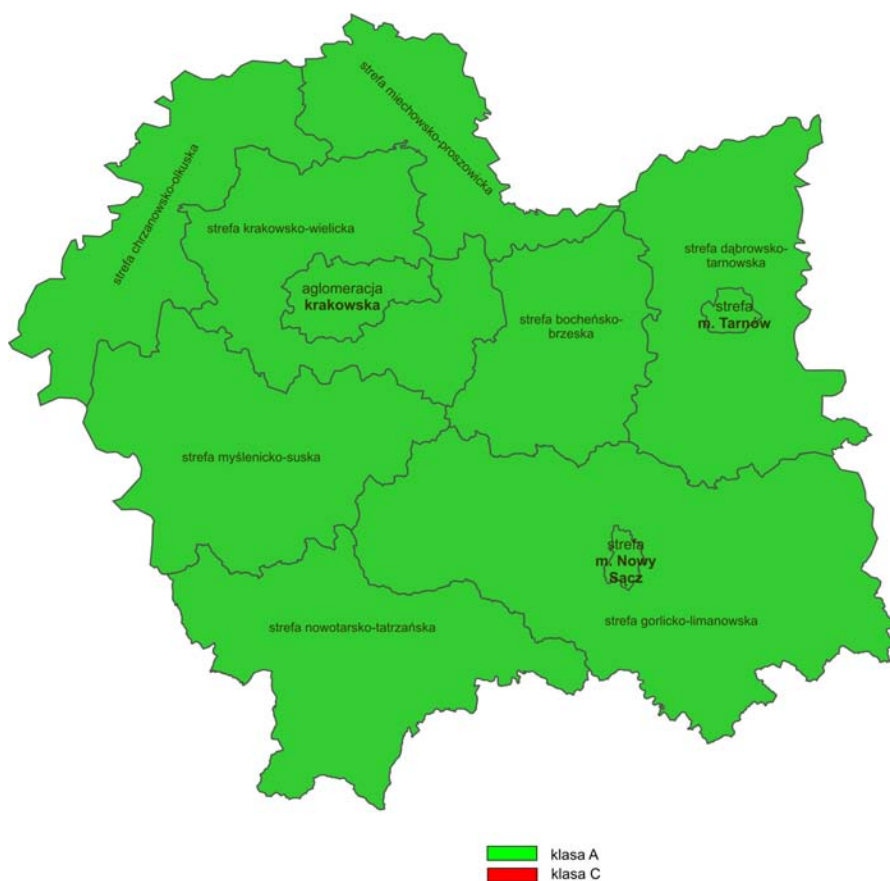 strefa miechowsko-proszowicka
strefa chrzanowsko-olkuska
strefa krakowsko-wielicka
aglomeracja
krakowska
strefa dąbrowsko-
tarnowska
strefa
m. Tarnów
strefa bocheńsko-
brzeska
strefa myślenicko-suska
strefa
m. Nowy
Sącz
strefa nowotarsko-tatrzańska
strefa gorlicko-limanowska
klasa A
klasa C